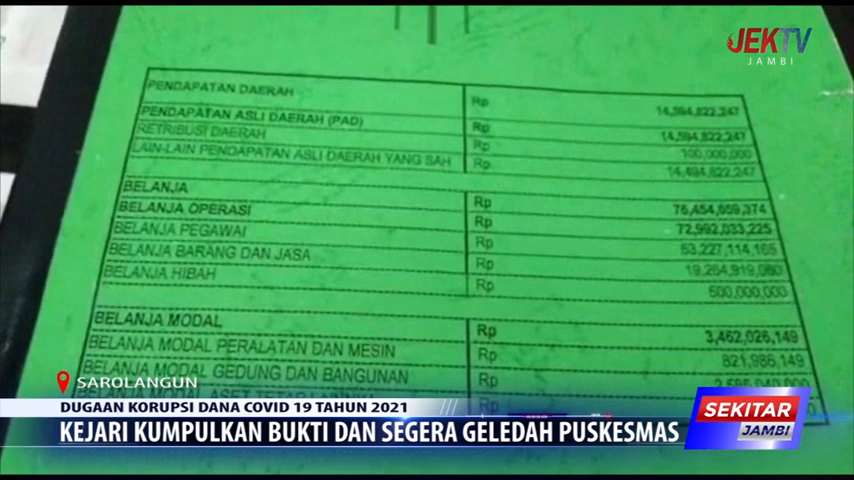 JEKTV
JAMBI
PENDAPATAN DAERAH Rp 14,594,822,247
PENDAPATAN ASLI DAERAH (PAD) Rp 14,594,822,247
RETRIBUSI DAERAH Rp 100,000,000
LAIN-LAIN PENDAPATAN ASLI DAERAH YANG SAH Rp 14,494,822,247
BELANJA Rp 76,454,059,374
BELANJA OPERASI Rp 72,992,033,225
BELANJA PEGAWAI Rp 53,227,114,165
BELANJA BARANG DAN JASA Rp 19,264,919,060
BELANJA HIBAH Rp 500,000,000
BELANJA MODAL Rp 3,462,026,149
BELANJA MODAL PERALATAN DAN MESIN Rp 821,986,149
BELANJA MODAL GEDUNG DAN BANGUNAN Rp
SAROLANGUN
DUGAAN KORUPSI DANA COVID 19 TAHUN 2021
KEJARI KUMPULKAN BUKTI DAN SEGERA GELEDAH PUSKESMAS
SEKITAR
JAMBI